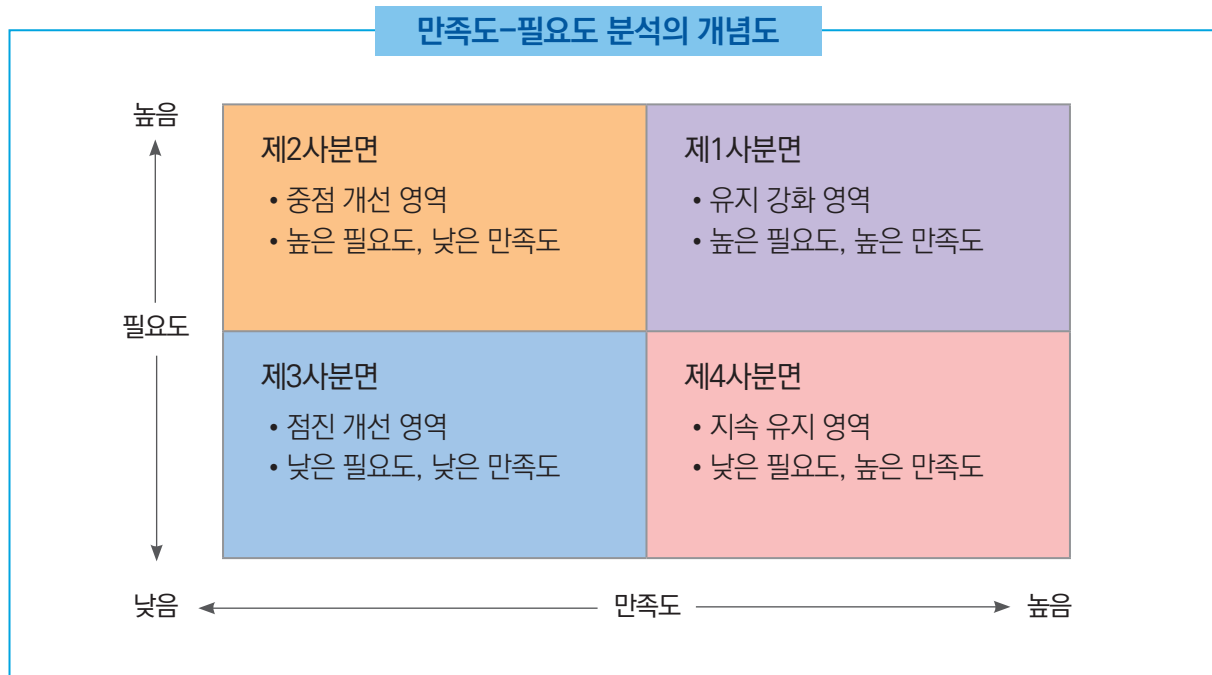 만족도-필요도 분석의 개념도
높음
필요도
낮음
제2사분면
• 중점 개선 영역
• 높은 필요도, 낮은 만족도
제1사분면
• 유지 강화 영역
• 높은 필요도, 높은 만족도
제3사분면
• 점진 개선 영역
• 낮은 필요도, 낮은 만족도
제4사분면
• 지속 유지 영역
• 낮은 필요도, 높은 만족도
만족도
높음